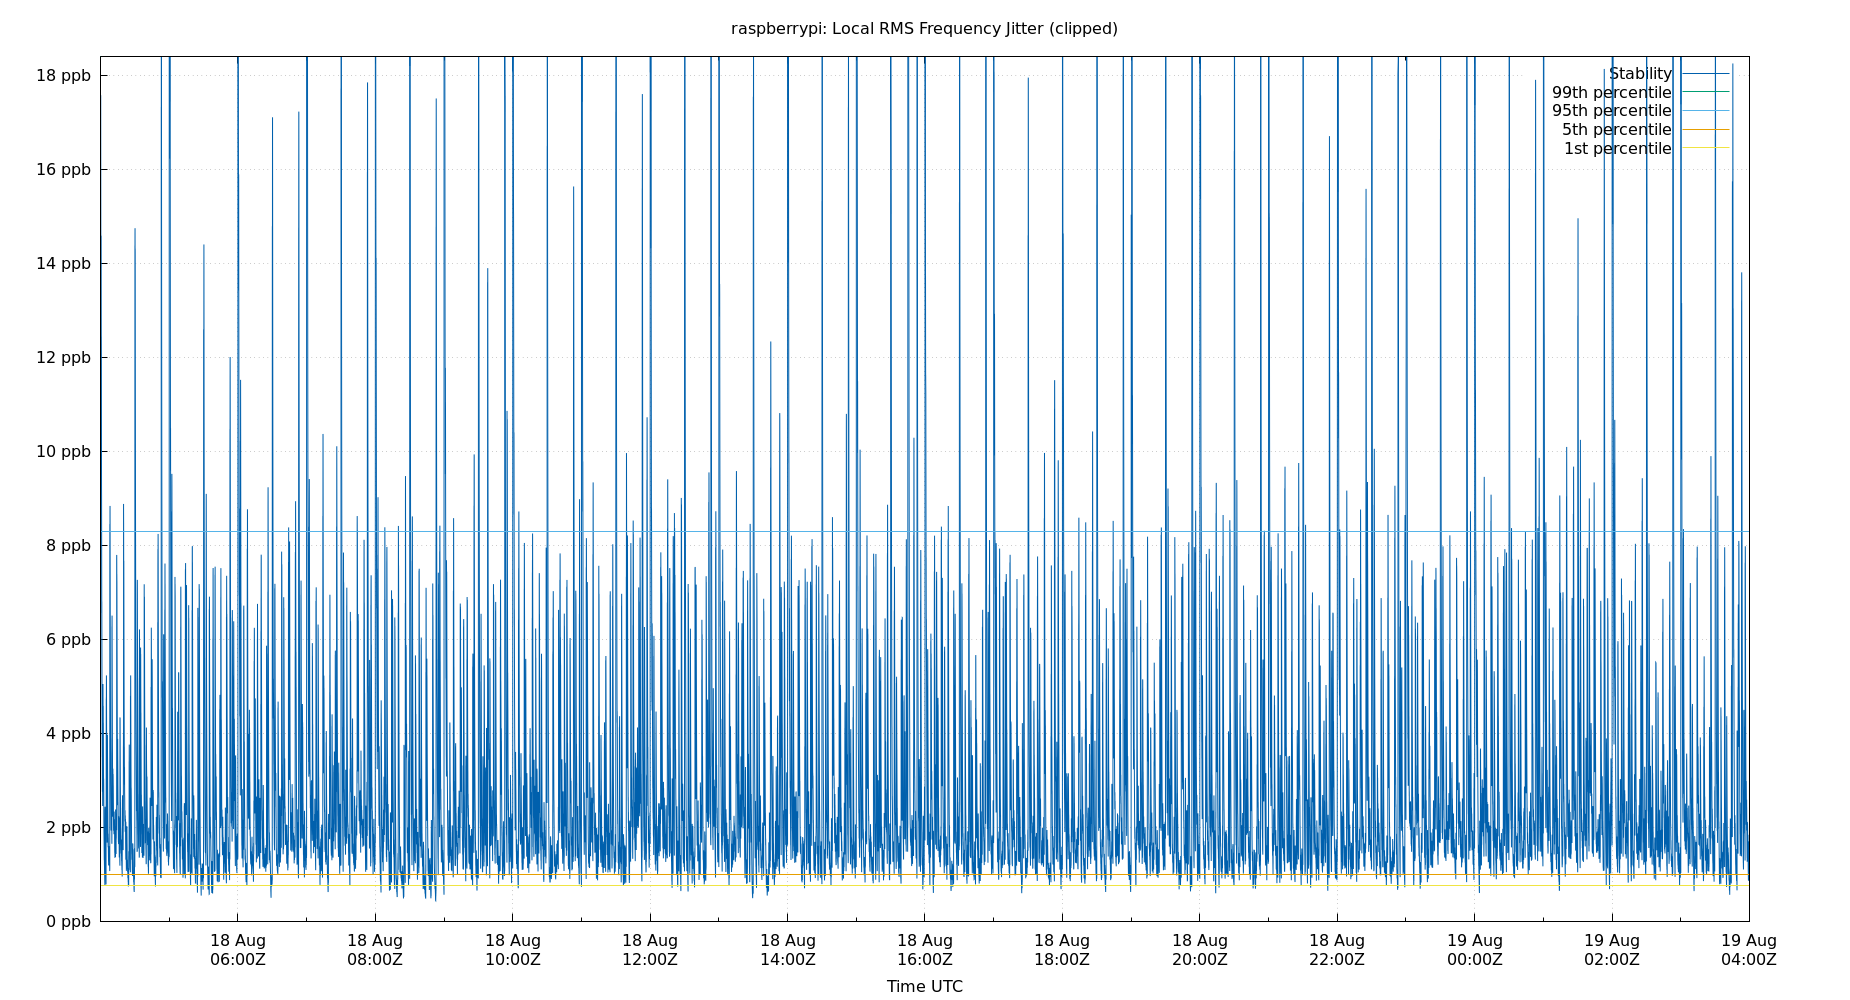 raspberrypi: Local RMS Frequency Jitter (clipped)
18 ppb
16 ppb
14 ppb
12 ppb
10 ppb
8 ppb
6 ppb
4 ppb
2 ppb
0 ppb
Stability
99th percentile
95th percentile
5th percentile
1st percentile
18 Aug 18 Aug 18 Aug 18 Aug 18 Aug 18 Aug 18 Aug 18 Aug 18 Aug 19 Aug 19 Aug 19 Aug
06:00Z 08:00Z 10:00Z 12:00Z 14:00Z 16:00Z 18:00Z 20:00Z 22:00Z 00:00Z 02:00Z 04:00Z
Time UTC